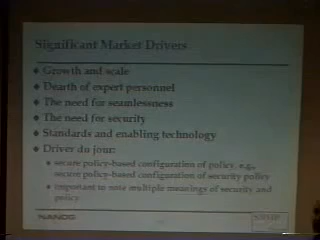 Significant Market Drivers
Growth and scale
Dearth of expert personnel
The need for seamlessness
The need for security
Standards and enabling technology
Driver du jour:
secure policy-based configuration of policy, e.g.,
secure policy-based configuration of security policy
important to note multiple meanings of security and
policy
NANOG